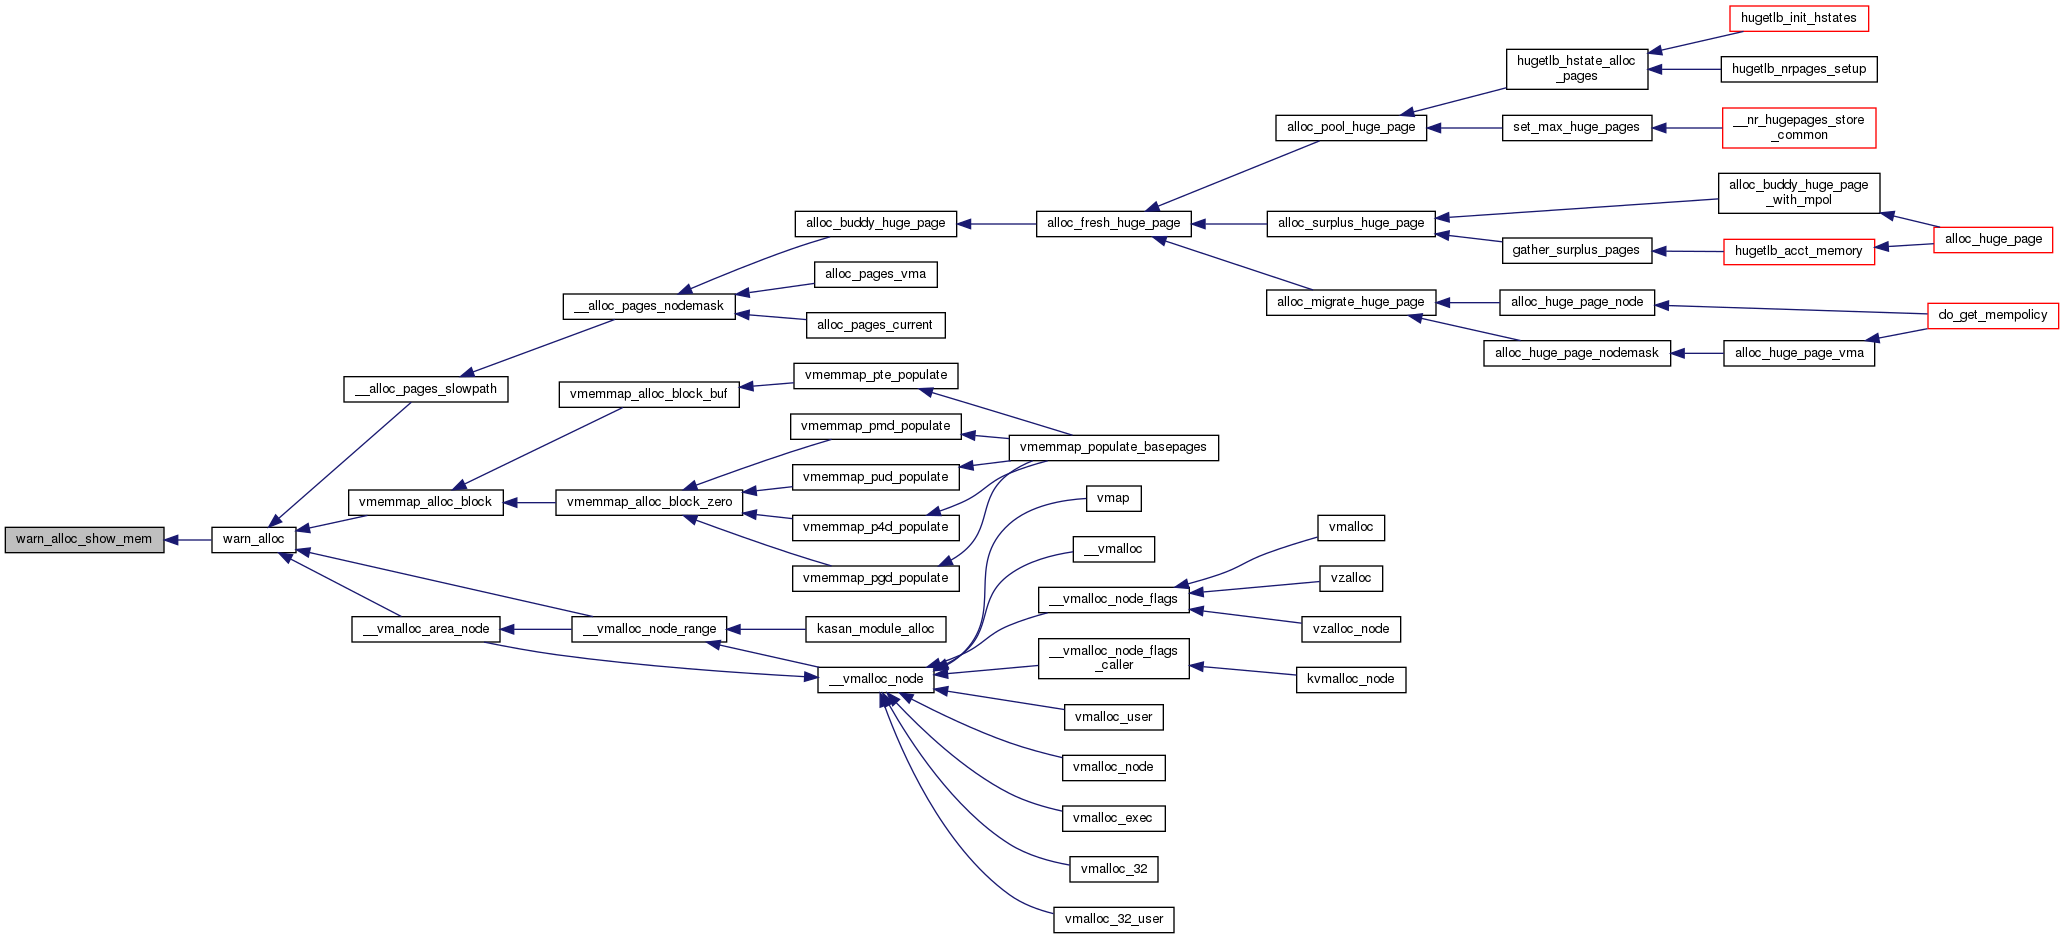 hugetlb_init_hstates
hugetlb_hstate_alloc
_pages
hugetlb_nrpages_setup
alloc_pool_huge_page
set_max_huge_pages
__nr_hugepages_store
_common
alloc_buddy_huge_page
_with_mpol
alloc_buddy_huge_page
alloc_fresh_huge_page
alloc_surplus_huge_page
alloc_huge_page
gather_surplus_pages
hugetlb_acct_memory
alloc_pages_vma
__alloc_pages_nodemask
alloc_migrate_huge_page
alloc_huge_page_node
do_get_mempolicy
alloc_pages_current
alloc_huge_page_nodemask
alloc_huge_page_vma
__alloc_pages_slowpath
vmemmap_alloc_block_buf
vmemmap_pte_populate
vmemmap_pmd_populate
vmemmap_populate_basepages
vmemmap_pud_populate
vmemmap_alloc_block
vmemmap_alloc_block_zero
vmap
vmemmap_p4d_populate
vmalloc
warn_alloc_show_mem
warn_alloc
__vmalloc
vmemmap_pgd_populate
vzalloc
__vmalloc_node_flags
__vmalloc_area_node
__vmalloc_node_range
kasan_module_alloc
vzalloc_node
__vmalloc_node_flags
_caller
__vmalloc_node
kvmalloc_node
vmalloc_user
vmalloc_node
vmalloc_exec
vmalloc_32
vmalloc_32_user